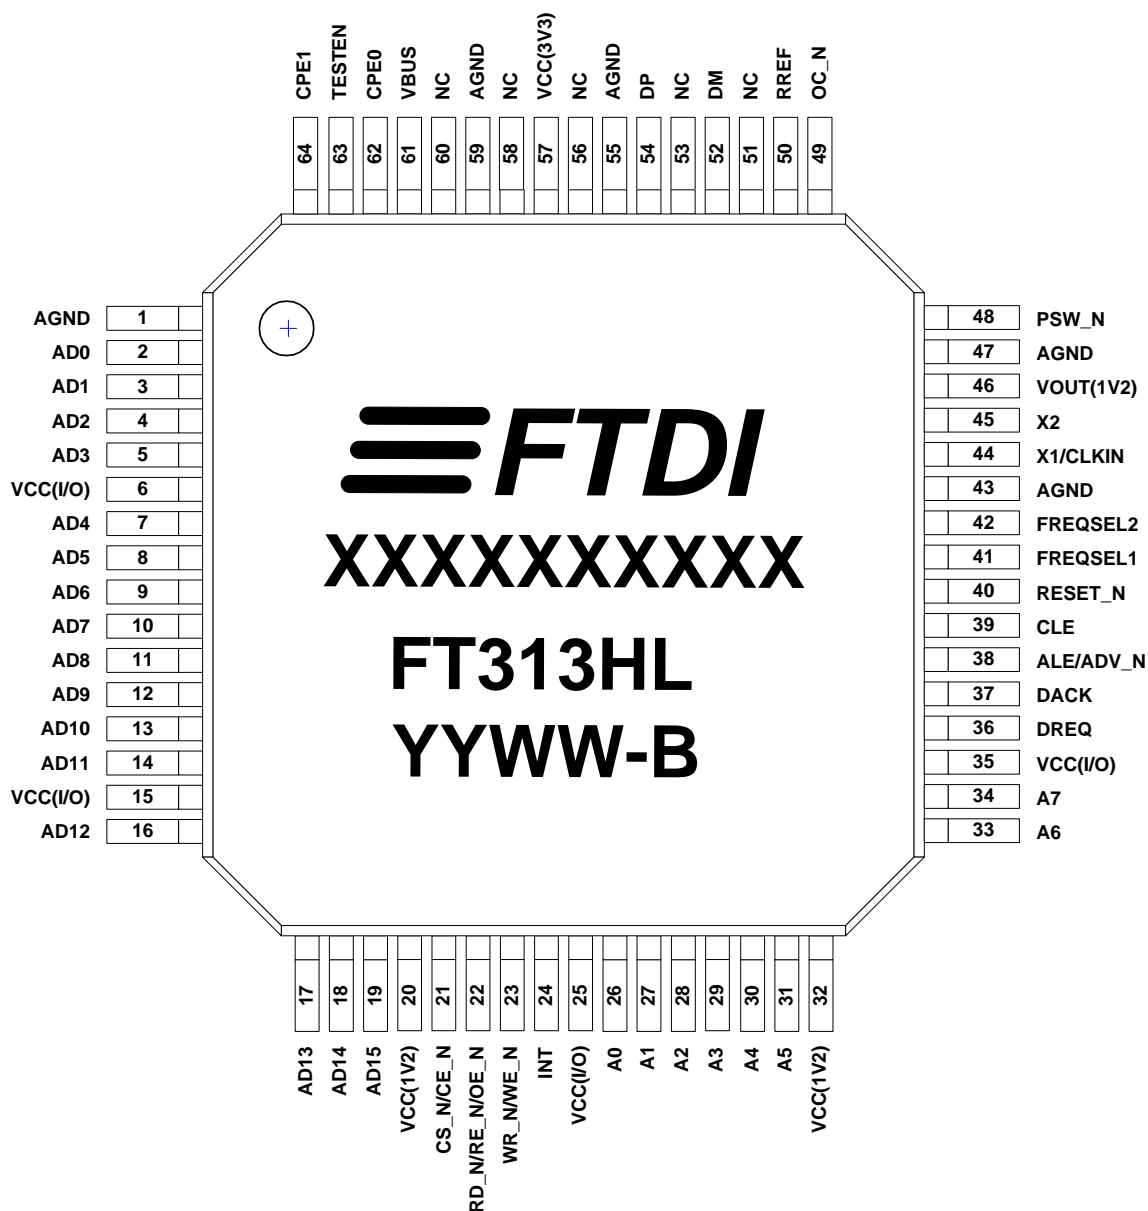 CPE1
TESTEN
CPE0
VBUS
NC
AGND
NC
VCC(3V3)
NC
AGND
DP
NC
DM
NC
RREF
OC_N
64
63
62
61
60
59
58
57
56
55
54
53
52
51
50
49
AGND 1
AD0 2
AD1 3
AD2 4
AD3 5
VCC(I/O) 6
AD4 7
AD5 8
AD6 9
AD7 10
AD8 11
AD9 12
AD10 13
AD11 14
VCC(I/O) 15
AD12 16
FTDI
XXXXXXXXXX
FT313HL
YYWW-B
48 PSW_N
47 AGND
46 VOUT(1V2)
45 X2
44 X1/CLKIN
43 AGND
42 FREQSEL2
41 FREQSEL1
40 RESET_N
39 CLE
38 ALE/ADV_N
37 DACK
36 DREQ
35 VCC(I/O)
34 A7
33 A6
17
18
19
20
21
22
23
24
25
26
27
28
29
30
31
32
AD13
AD14
AD15
VCC(1V2)
CS_N/CE_N
RD_N/RE_N/OE_N
WR_N/WE_N
INT
VCC(I/O)
A0
A1
A2
A3
A4
A5
VCC(1V2)